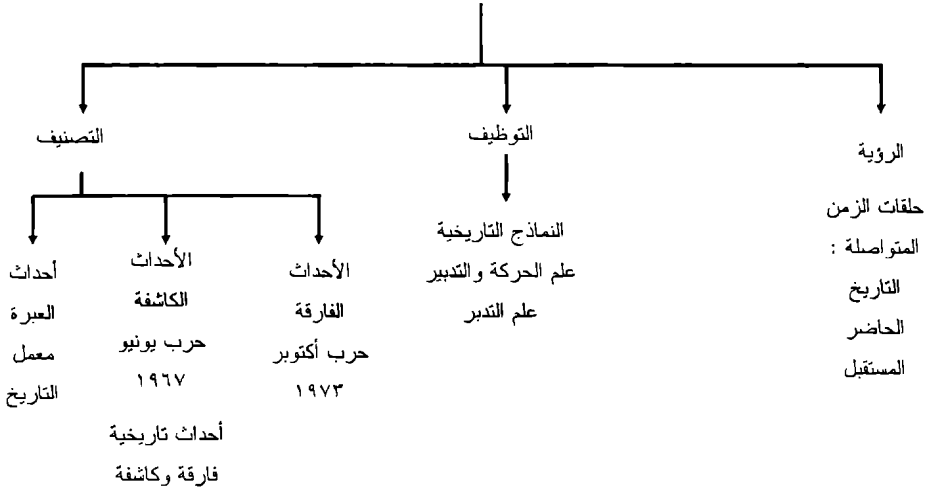 الرؤية
حلقات الزمن
المتواصلة :
التاريخ
الحاضر
المستقبل
التوظيف
النماذج التاريخية
علم الحركة والتدبير
علم التدبر
التصنيف
الأحداث
الفارقة
حرب أكتوبر
١٩٧٣
الأحداث
الكاشفة
حرب يونيو
١٩٦٧
أحداث تاريخية
فارقة وكاشفة
أحداث
العبرة
معمل
التاريخ